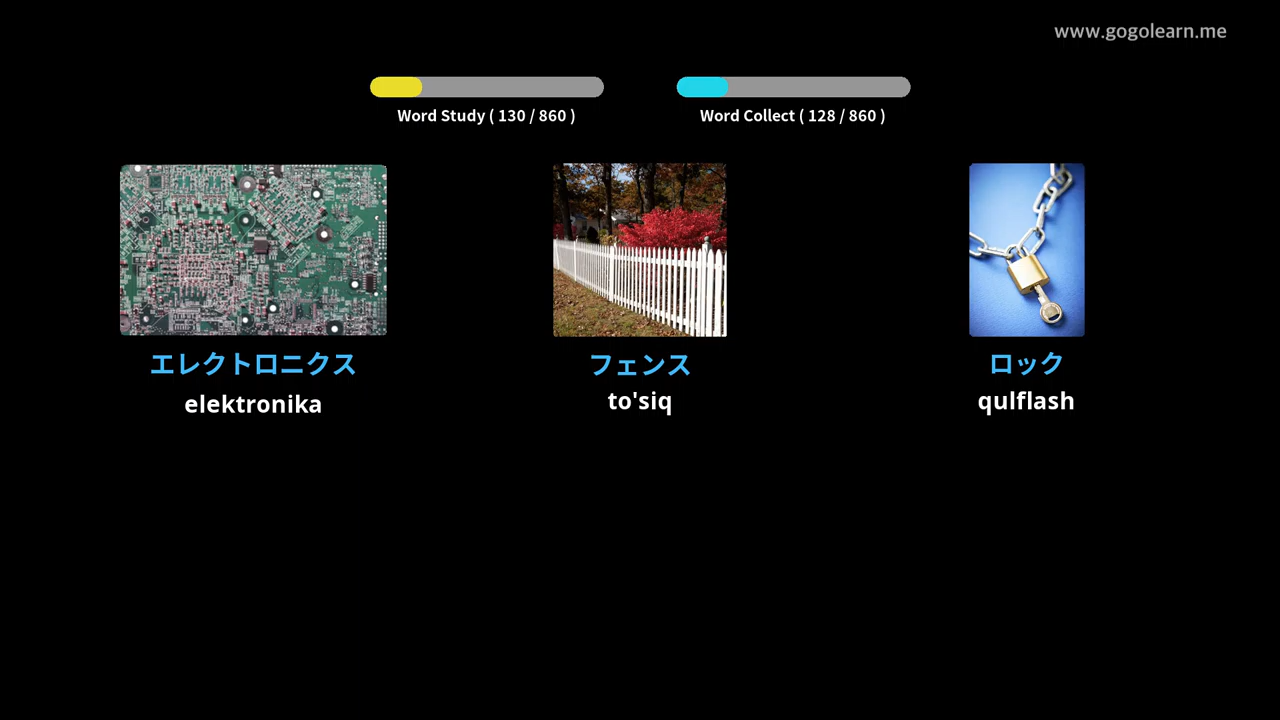 www.gogolearn.me
Word Study ( 130 / 860 )
Word Collect ( 128 / 860 )
エレクトロニクス
フェンス
ロック
elektronika
to'siq
qulflash